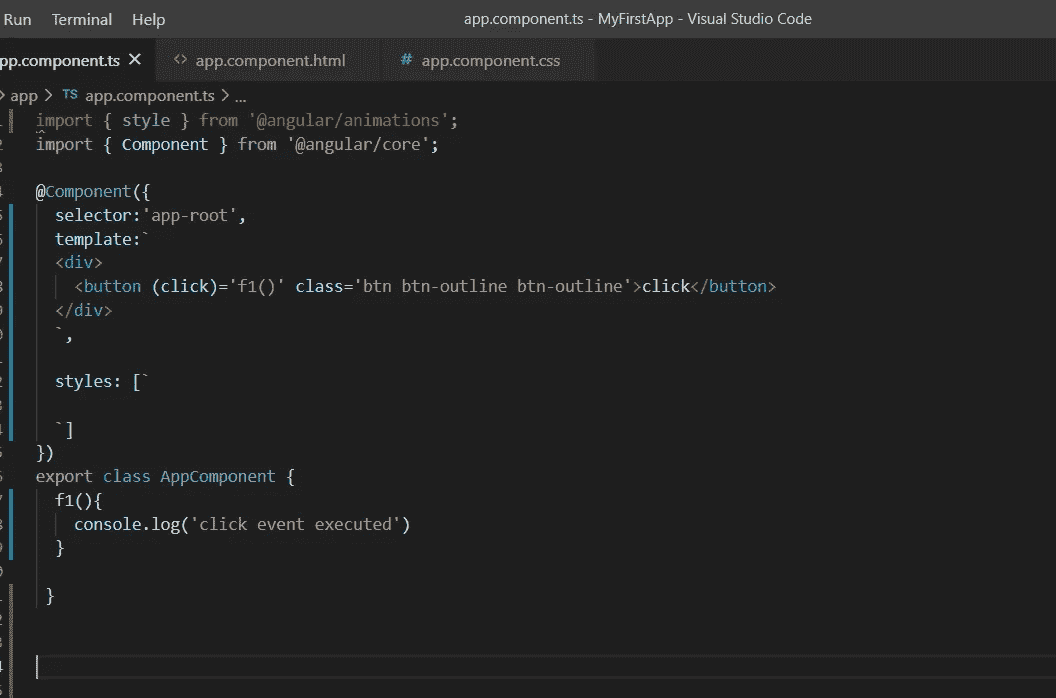 Run Terminal Help app.component.ts - MyFirstApp - Visual Studio Code
pp.component.ts × <> app.component.html # app.component.css
> app > TS app.component.ts > ...
import { style } from '@angular/animations';
import { Component } from '@angular/core';
@Component({
selector:'app-root',
template:`
<div>
<button (click)='f1()' class='btn btn-outline btn-outline'>click</button>
</div>
`,
styles: [`
`]
})
export class AppComponent {
f1(){
console.log('click event executed')
}
}